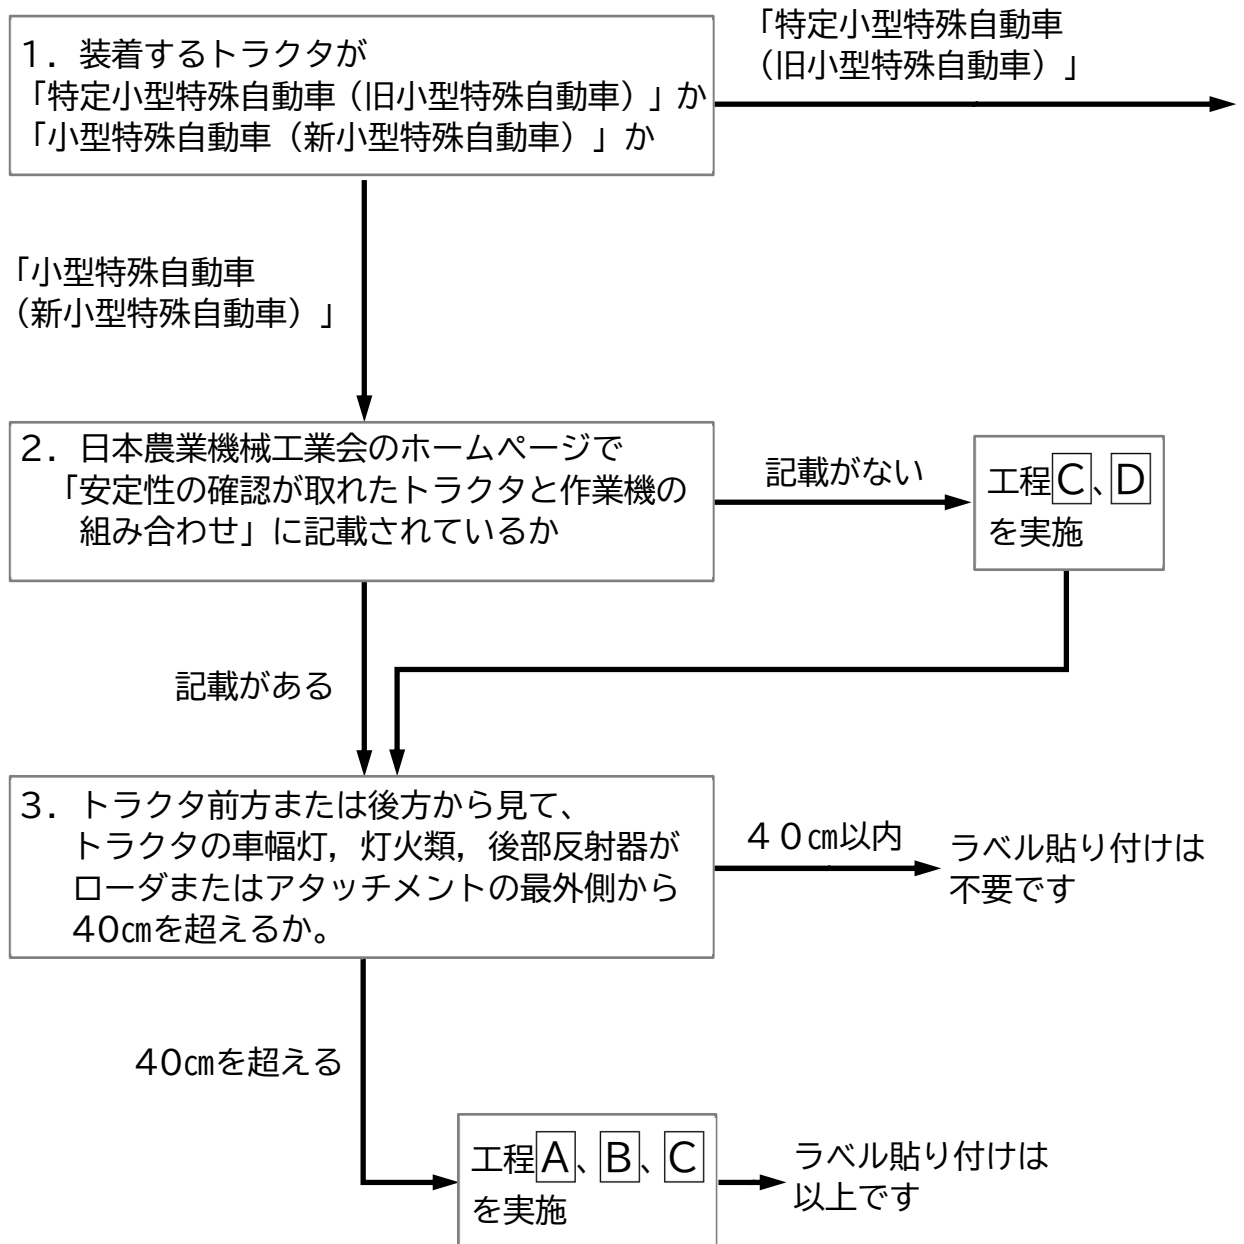 1．装着するトラクタが
「特定小型特殊自動車（旧小型特殊自動車）」か
「小型特殊自動車（新小型特殊自動車）」か
「特定小型特殊自動車
（旧小型特殊自動車）」
「小型特殊自動車
（新小型特殊自動車）」
2．日本農業機械工業会のホームページで
「安定性の確認が取れたトラクタと作業機の
組み合わせ」に記載されているか
記載がない
工程C、D
を実施
記載がある
3．トラクタ前方または後方から見て、
トラクタの車幅灯，灯火類，後部反射器が
ローダまたはアタッチメントの最外側から
40㎝を超えるか。
４０㎝以内
ラベル貼り付けは
不要です
40㎝を超える
工程A、B、C
を実施
ラベル貼り付けは
以上です